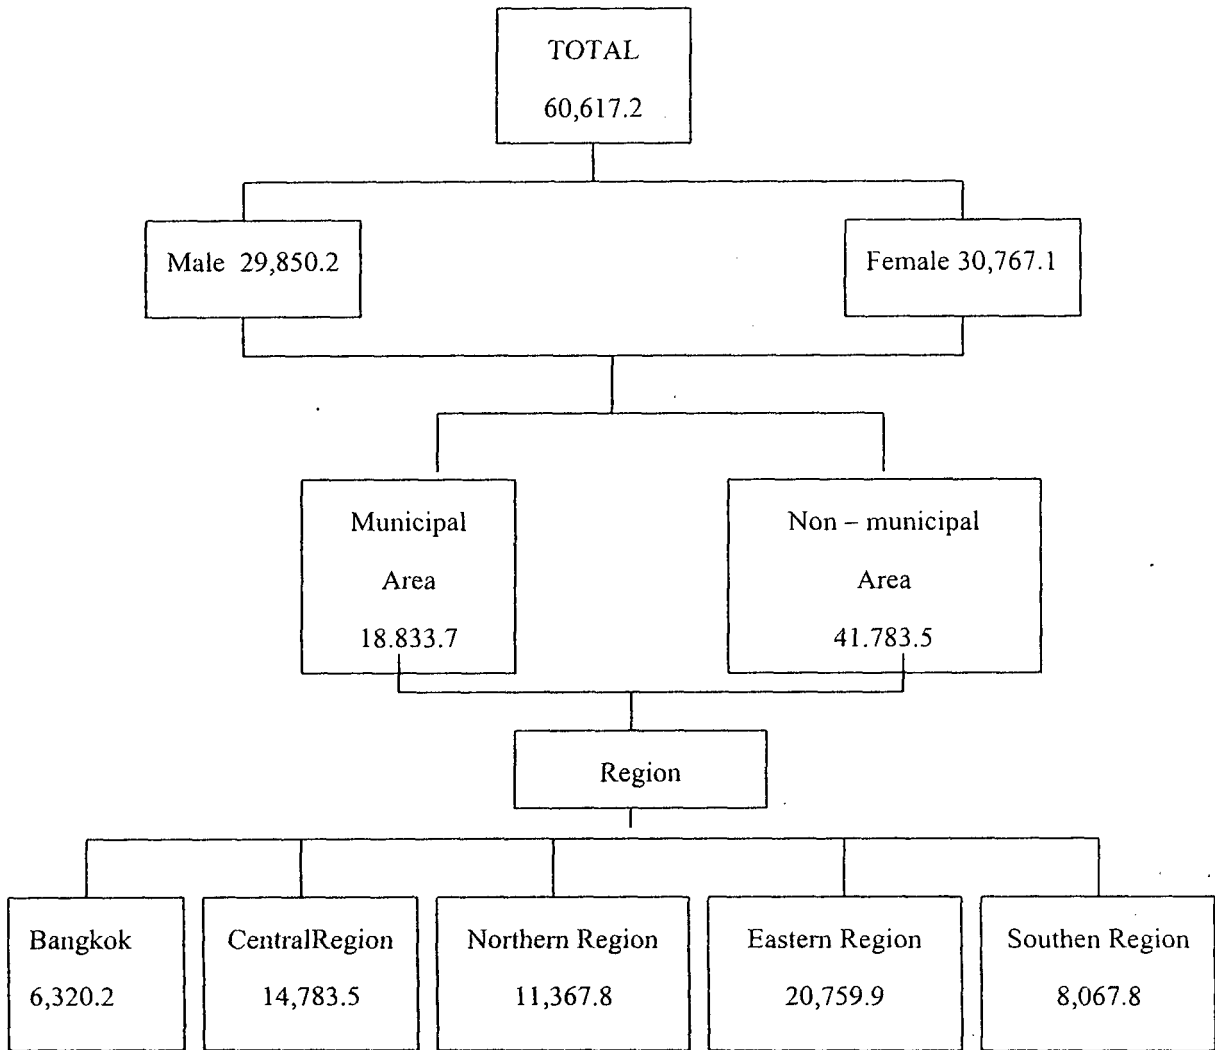 TOTAL
60,617.2
Male 29,850.2
Female 30,767.1
Municipal
Area
18.833.7
Non – municipal
Area
41.783.5
Region
Bangkok
6,320.2
CentralRegion
14,783.5
Northern Region
11,367.8
Eastern Region
20,759.9
Southen Region
8,067.8